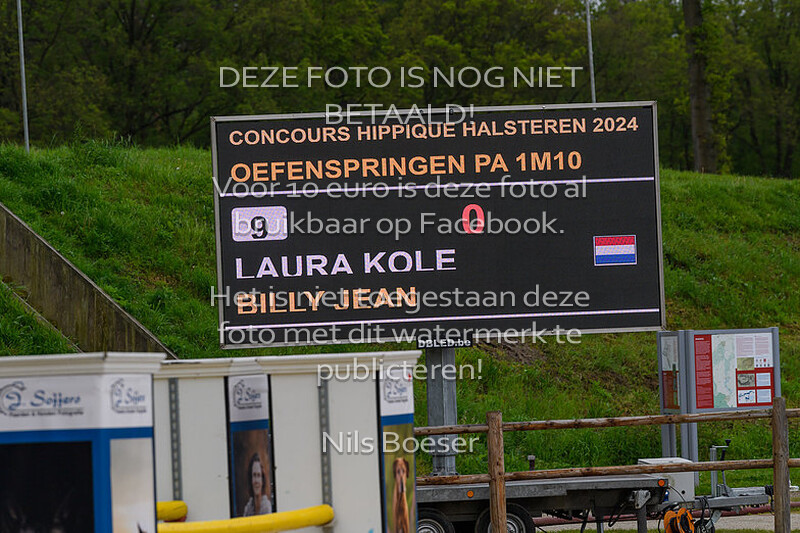 DEZE FOTO IS NOG NIET
BETAALD!
CONCOURS HIPPIQUE HALSTEREN 2024
OEFENSPRINGEN PA 1M10
Voor 10 euro is deze foto al
bruikbaar op Facebook.
9 0
LAURA KOLE
Het is niet toegestaan deze
BILLY JEAN
foto met dit watermerk te
DBLED.be
publiceren!
Nils Boeser